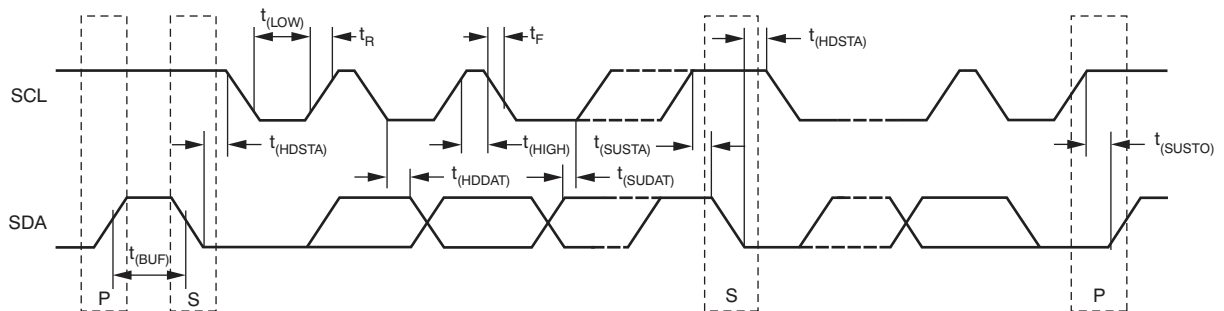 t(LOW)
tR
tF
t(HDSTA)
SCL
t(HDSTA)
t(HIGH)
t(SUSTA)
t(SUSTO)
t(HDDAT)
t(SUDAT)
SDA
t(BUF)
P
S
S
P